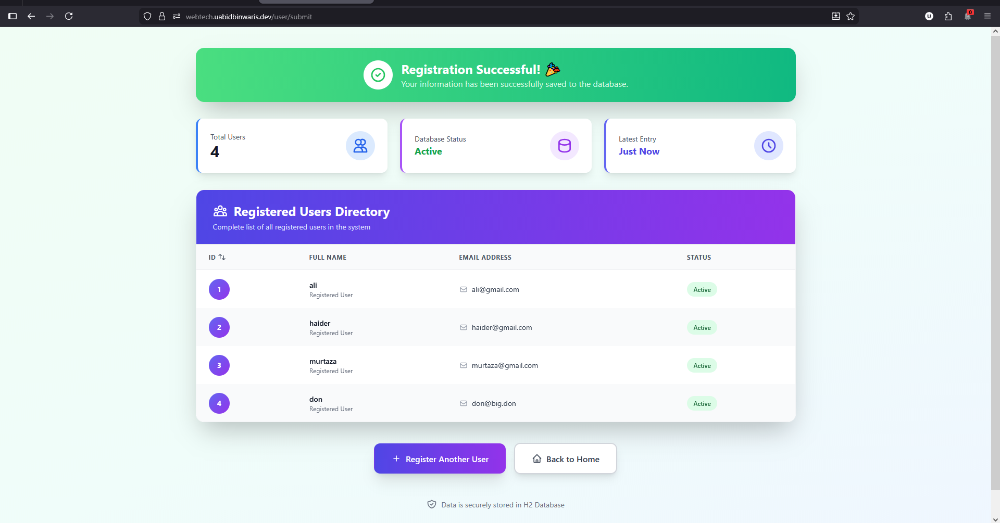 webtech.uabidbinwaris.dev/user/submit
U
0
Registration Successful! 🎉
Your information has been successfully saved to the database.
Total Users
4
Database Status
Active
Latest Entry
Just Now
Registered Users Directory
Complete list of all registered users in the system
ID FULL NAME EMAIL ADDRESS STATUS
1 ali ali@gmail.com Active
Registered User
2 haider haider@gmail.com Active
Registered User
3 murtaza murtaza@gmail.com Active
Registered User
4 don don@big.don Active
Registered User
+ Register Another User
Back to Home
Data is securely stored in H2 Database